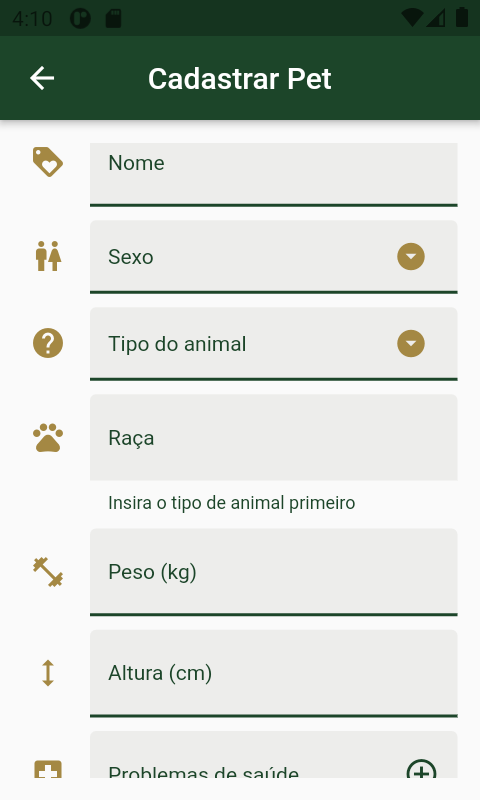 4:10
Cadastrar Pet
Nome
Sexo
Tipo do animal
Raça
Insira o tipo de animal primeiro
Peso (kg)
Altura (cm)
Problemas de saúde